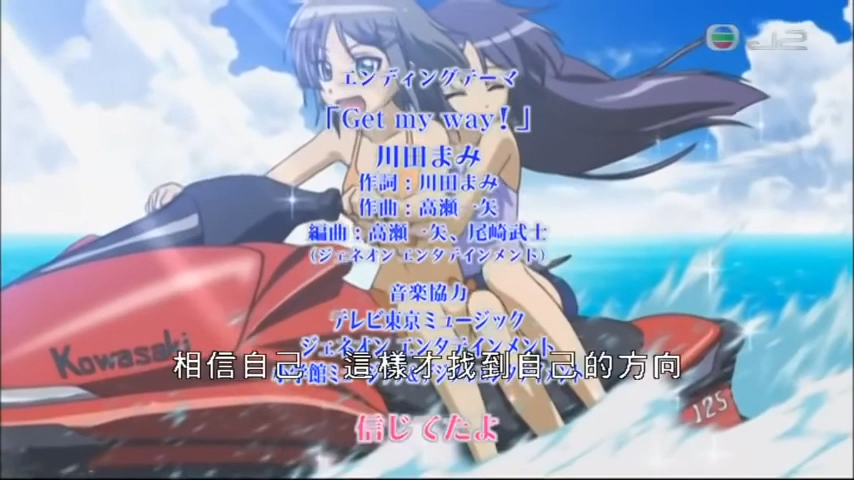 J2
エンディングテーマ
「Get my way!」
川田まみ
作詞：川田まみ
作曲：高瀬一矢
編曲：高瀬一矢、尾崎武士
(ジェネオン エンタテインメント)
音楽協力
テレビ東京ミュージック
ジェネオン エンタテインメント
Kowasaki
相信自己 這樣才找到自己的方向
125
信じてたよ